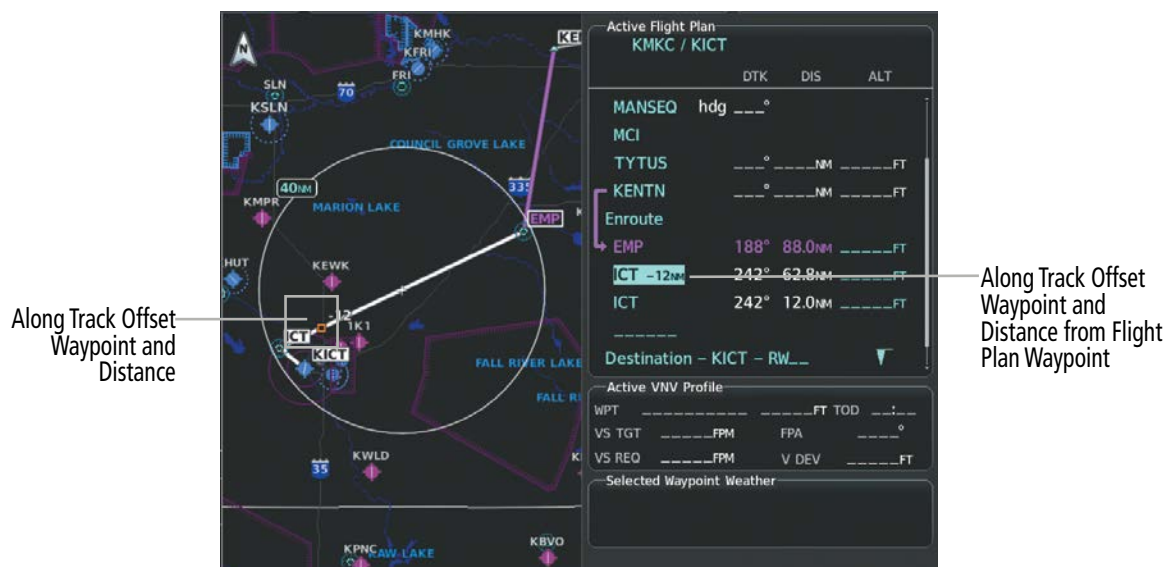 Along Track Offset
Waypoint and
Distance
N
KMHK
KFRI
FRI
SLN
KSLN
70
COUNCIL GROVE LAKE
335
40NM
KMPR
MARION LAKE
EMP
HUT
KEWK
-12
1K1
ICT
KICT
FALL RIVER LAKE
KWLD
35
KPNC
KAW LAKE
KBVO
Active Flight Plan
KMKC / KICT
DTK DIS ALT
MANSEQ hdg ___°
MCI
TYTUS ___° ____NM _____FT
KENTN ___° ____NM _____FT
Enroute
EMP 188° 88.0NM _____FT
ICT -12NM 242° 62.8NM _____FT
ICT 242° 12.0NM _____FT
______
Destination – KICT – RW__
Active VNV Profile
WPT __________ _____FT TOD __:__
VS TGT _____FPM FPA ____°
VS REQ _____FPM V DEV _____FT
Selected Waypoint Weather
Along Track Offset
Waypoint and
Distance from Flight
Plan Waypoint